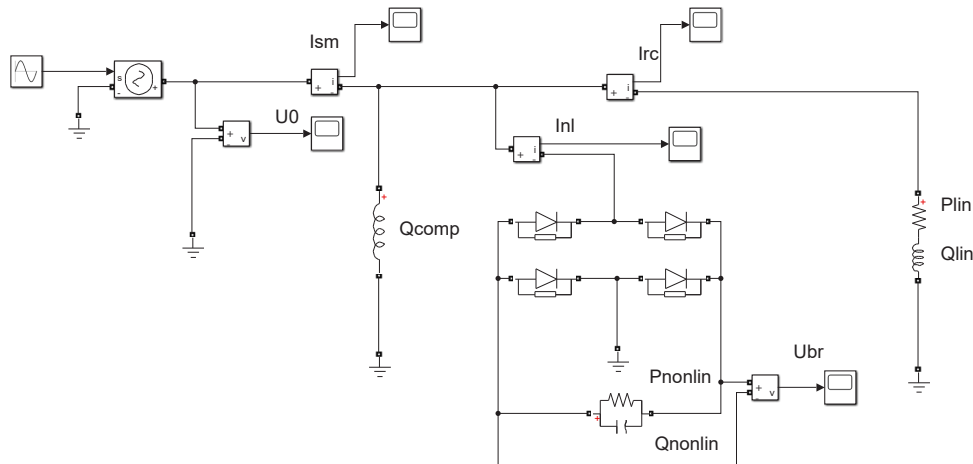 Ism
Irc
s
-
+
+
-
i
+
-
i
U0
+
-
v
Inl
+
-
i
+
Qcomp
+
Plin
Qlin
Ubr
Pnonlin
+
-
v
+
Qnonlin